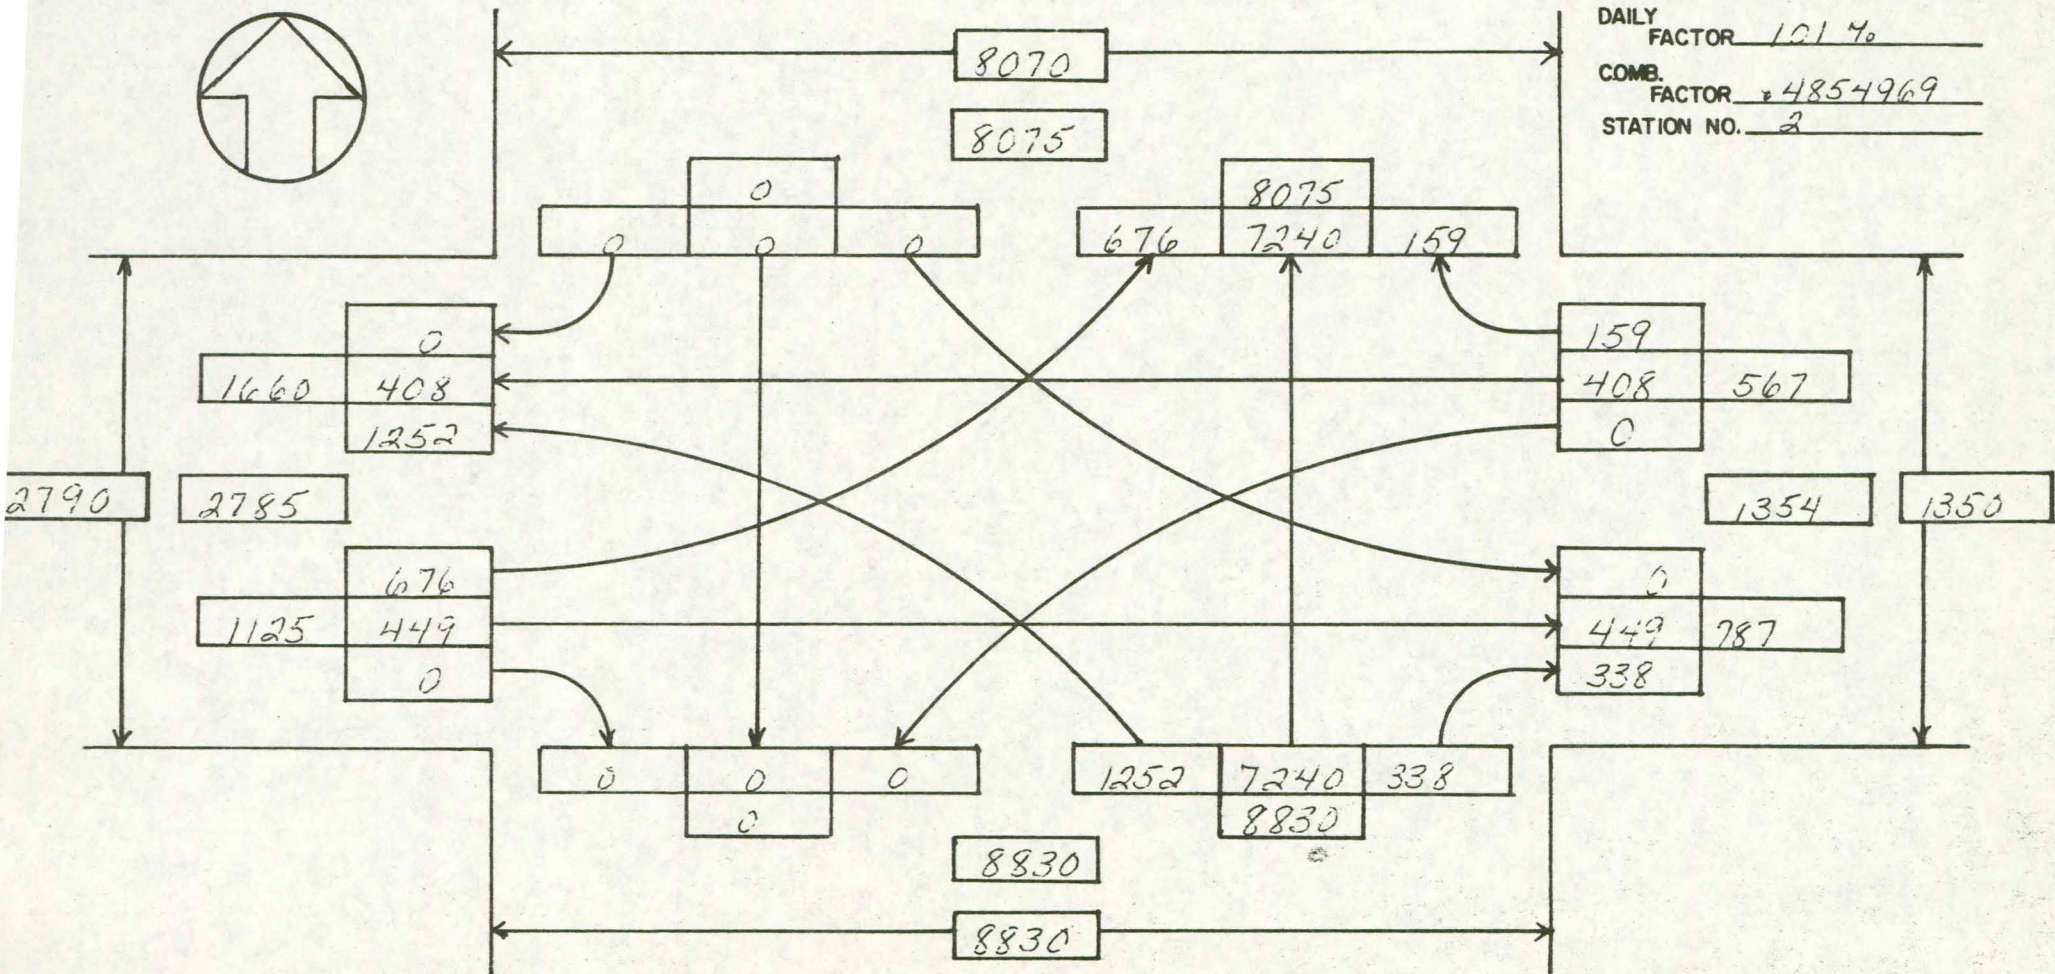 DAILY
FACTOR 101 %
COMB.
FACTOR .4854969
STATION NO. 2
8070
8075
0
0 0 0
8075
676 7240 159
0
1660 408
1252
159
408 567
0
2790 2785
1354 1350
676
1125 449
0
0
449 787
338
0 0 0
0
1252 7240 338
8830
8830
8830